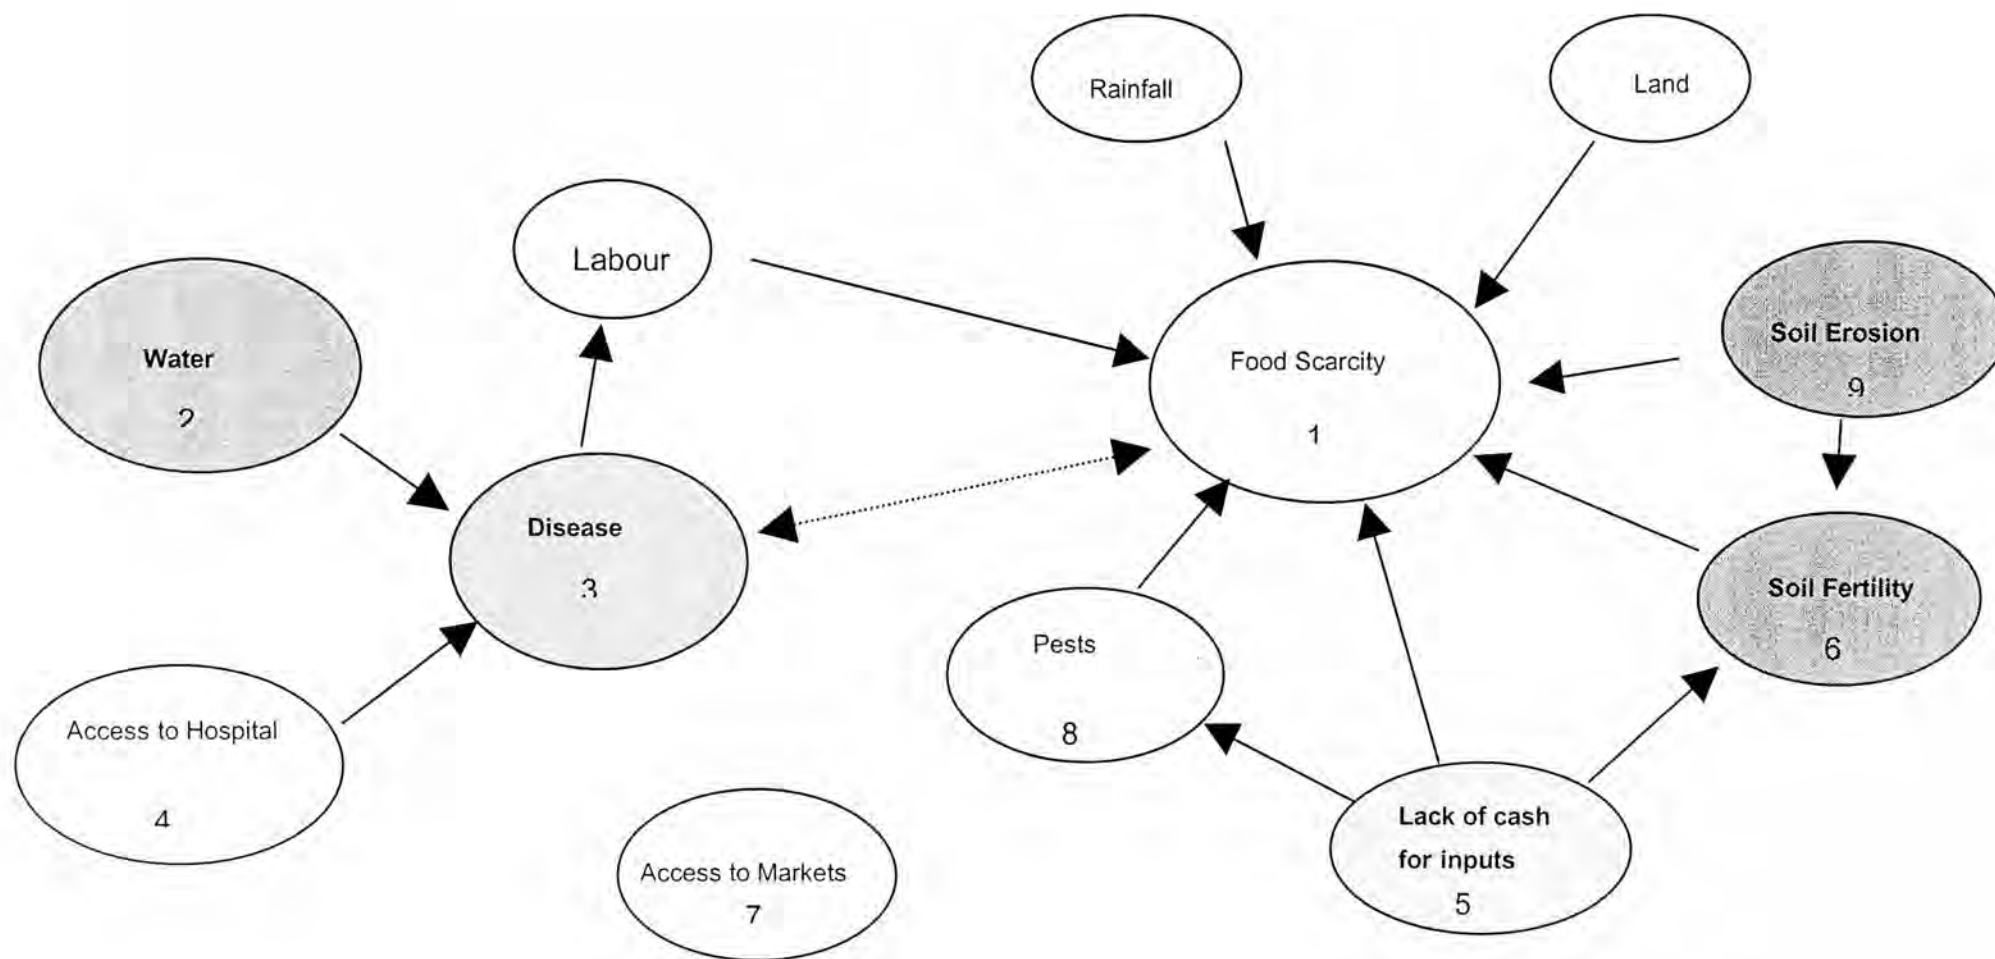 Rainfall
Land
Labour
Water
2
Food Scarcity
1
Soil Erosion
9
Disease
3
Soil Fertility
6
Pests
8
Access to Hospital
4
Access to Markets
7
Lack of cash
for inputs
5